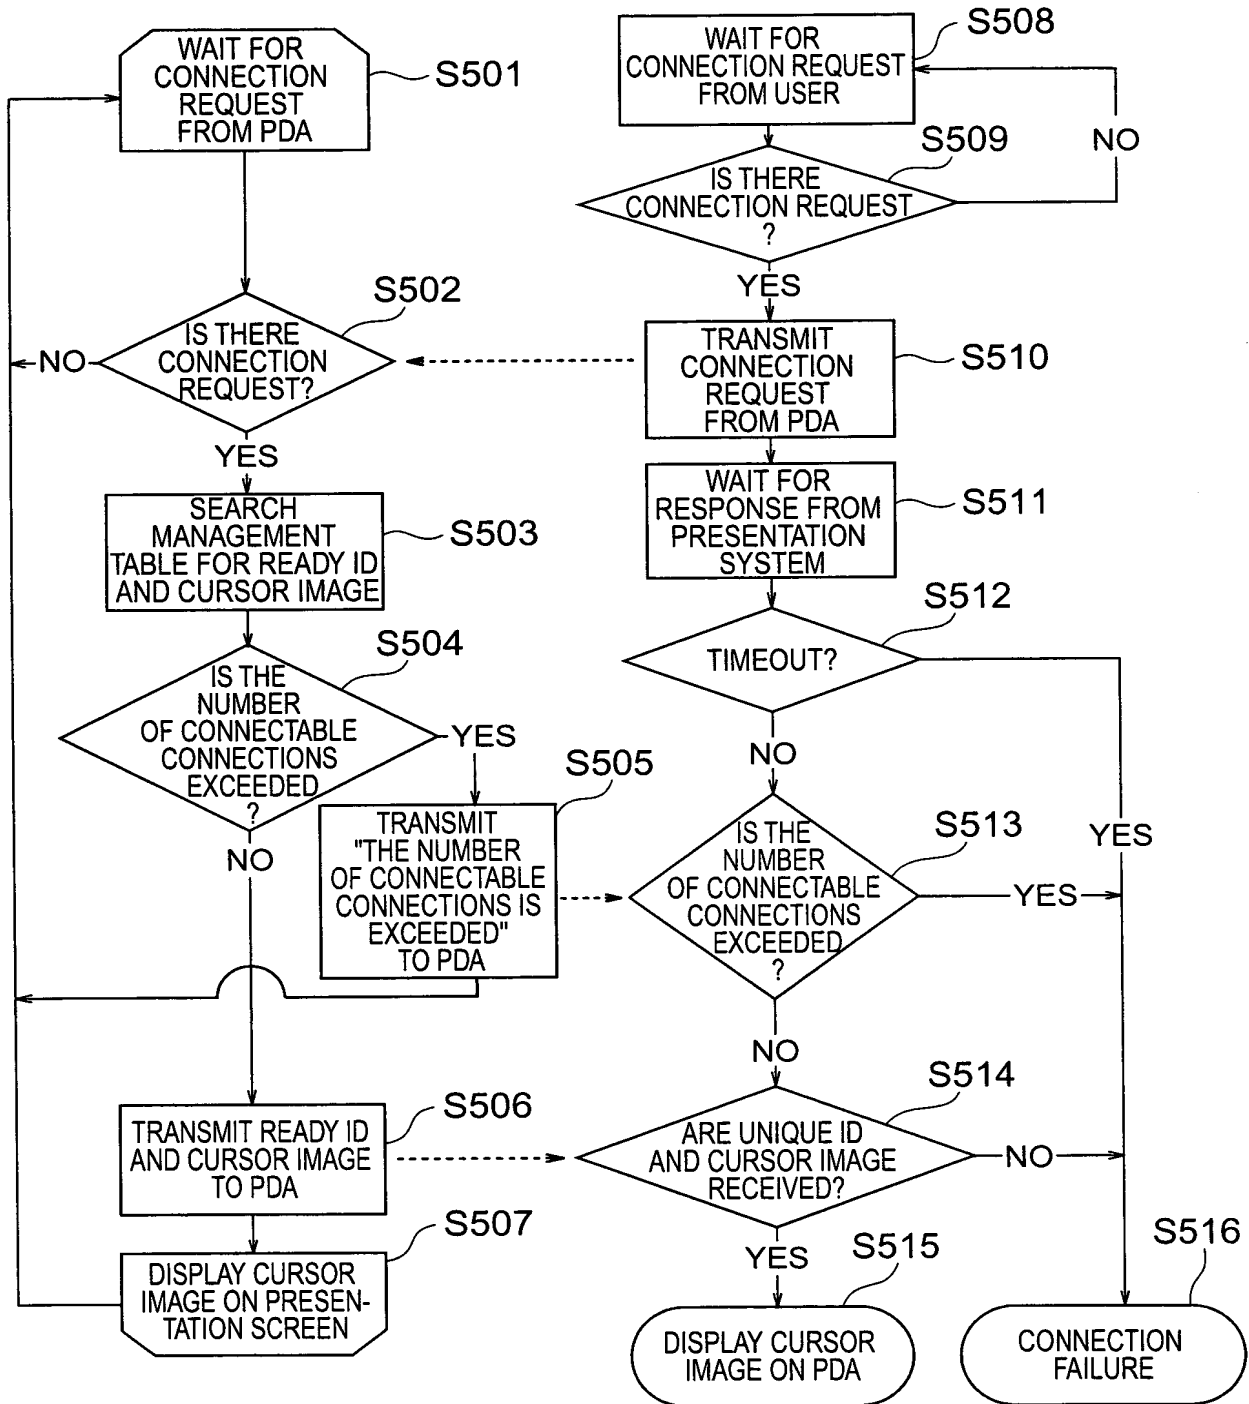 WAIT FOR
CONNECTION
REQUEST
FROM PDA
S501
IS THERE
CONNECTION
REQUEST?
S502
NO
YES
SEARCH
MANAGEMENT
TABLE FOR READY ID
AND CURSOR IMAGE
S503
IS THE
NUMBER
OF CONNECTABLE
CONNECTIONS
EXCEEDED
?
S504
YES
NO
TRANSMIT
"THE NUMBER
OF CONNECTABLE
CONNECTIONS IS
EXCEEDED"
TO PDA
S505
TRANSMIT READY ID
AND CURSOR IMAGE
TO PDA
S506
DISPLAY CURSOR
IMAGE ON PRESEN-
TATION SCREEN
S507
WAIT FOR
CONNECTION REQUEST
FROM USER
S508
IS THERE
CONNECTION REQUEST
?
S509
NO
YES
TRANSMIT
CONNECTION
REQUEST
FROM PDA
S510
WAIT FOR
RESPONSE FROM
PRESENTATION
SYSTEM
S511
TIMEOUT?
S512
YES
NO
IS THE
NUMBER
OF CONNECTABLE
CONNECTIONS
EXCEEDED
?
S513
YES
NO
ARE UNIQUE ID
AND CURSOR IMAGE
RECEIVED?
S514
NO
YES
DISPLAY CURSOR
IMAGE ON PDA
S515
CONNECTION
FAILURE
S516